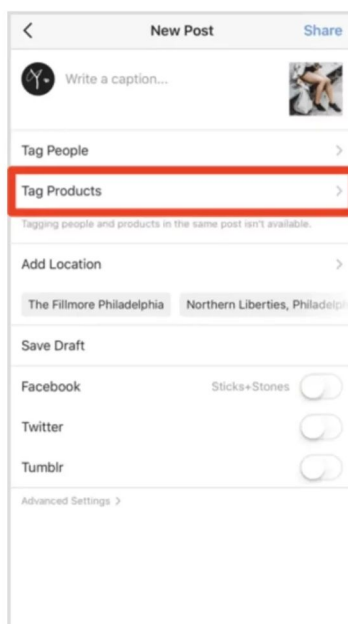 New Post
Share
Write a caption...
Tag People
Tag Products
Tagging people and products in the same post isn't available.
Add Location
The Fillmore Philadelphia
Northern Liberties, Philadelph
Save Draft
Facebook
Sticks+Stones
Twitter
Tumblr
Advanced Settings